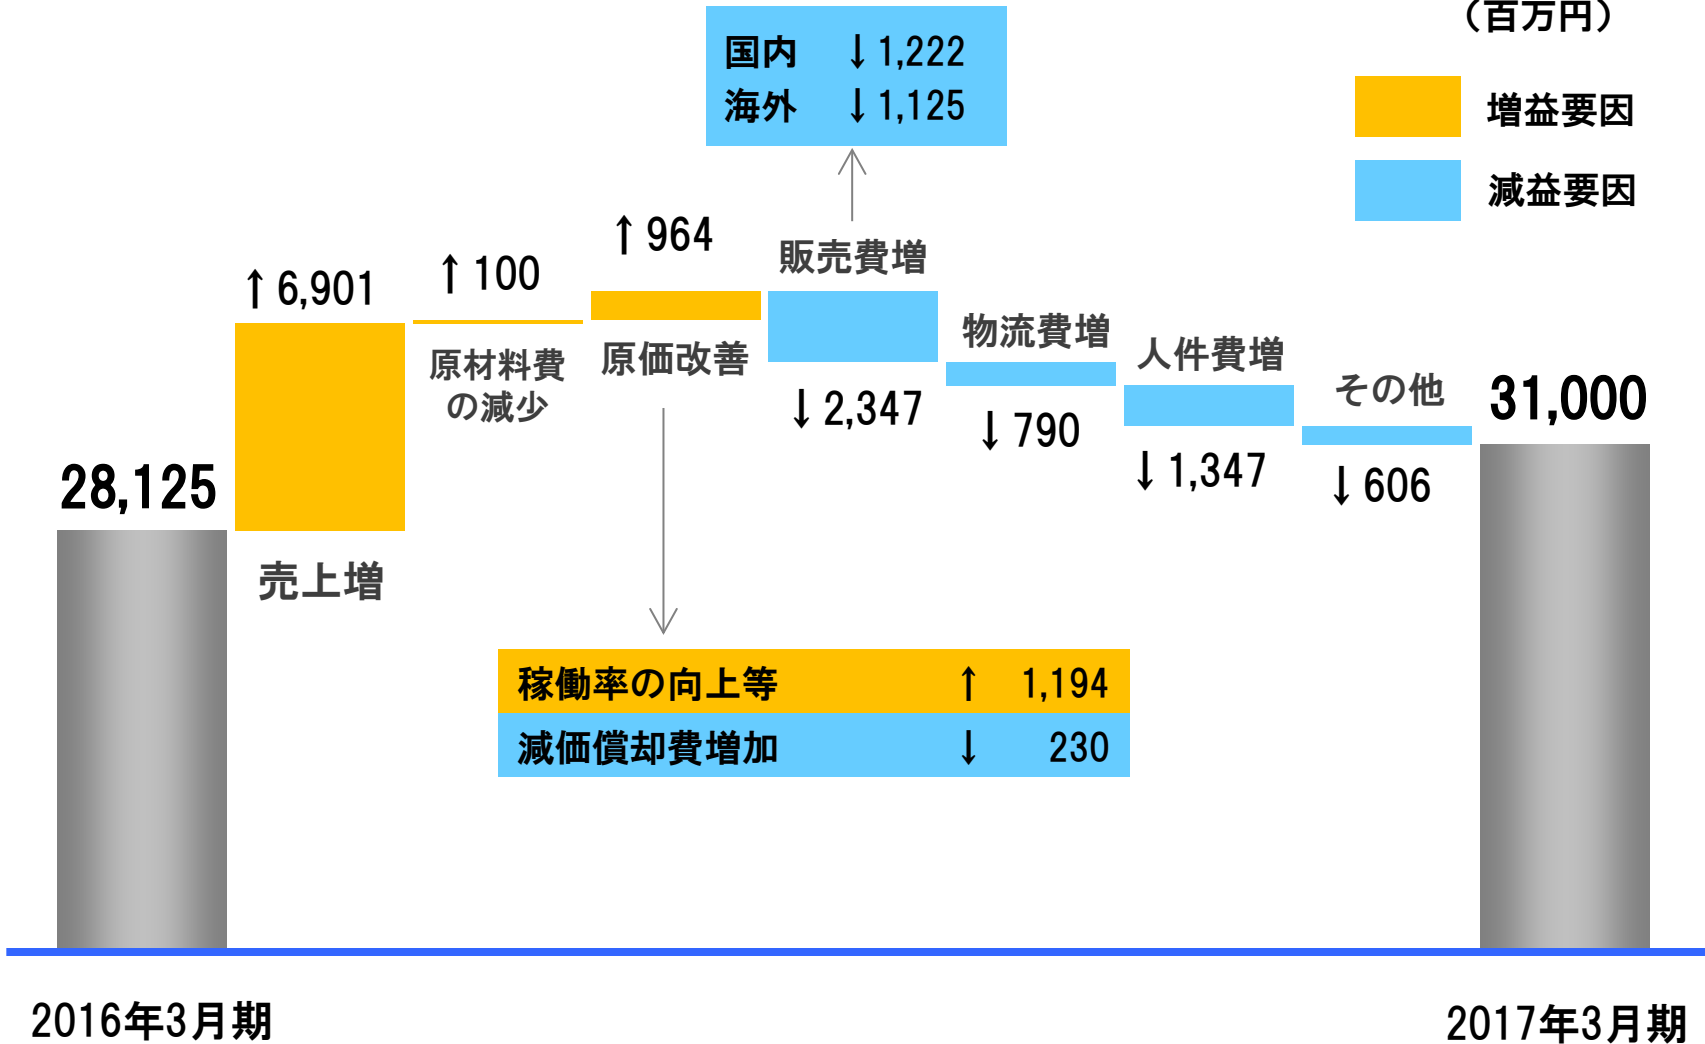 （百万円）
国内 ↓ 1,222
海外 ↓ 1,125
増益要因
減益要因
↑ 964
販売費増
↑ 6,901
↑ 100
物流費増
原価改善
人件費増
原材料費
の減少
その他
31,000
↓ 2,347
↓ 790
↓ 1,347
↓ 606
28,125
売上増
稼働率の向上等 ↑ 1,194
減価償却費増加 ↓ 230
2016年3月期
2017年3月期